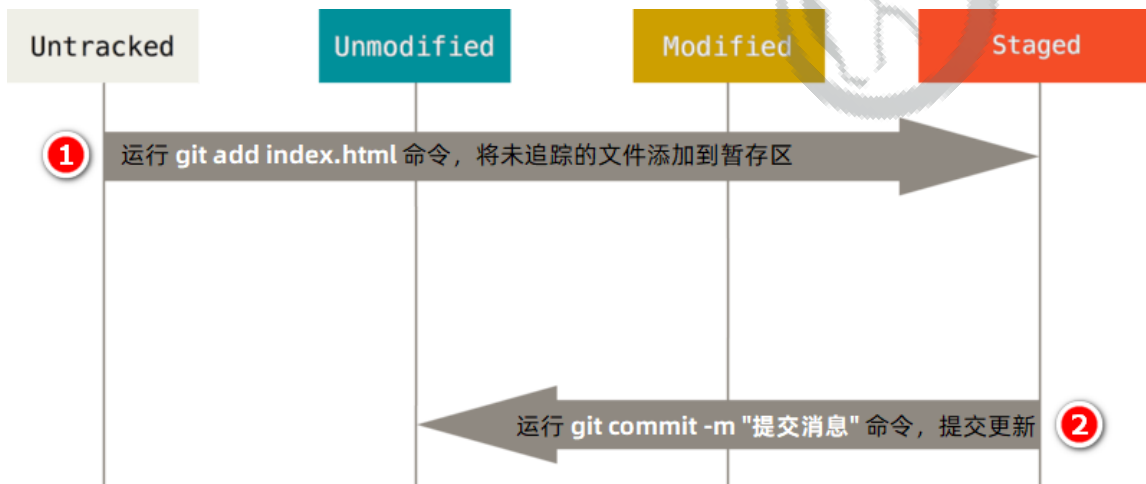 Untracked
Unmodified
Modified
Staged
1
运行 git add index.html 命令，将未追踪的文件添加到暂存区
运行 git commit -m "提交消息" 命令，提交更新
2